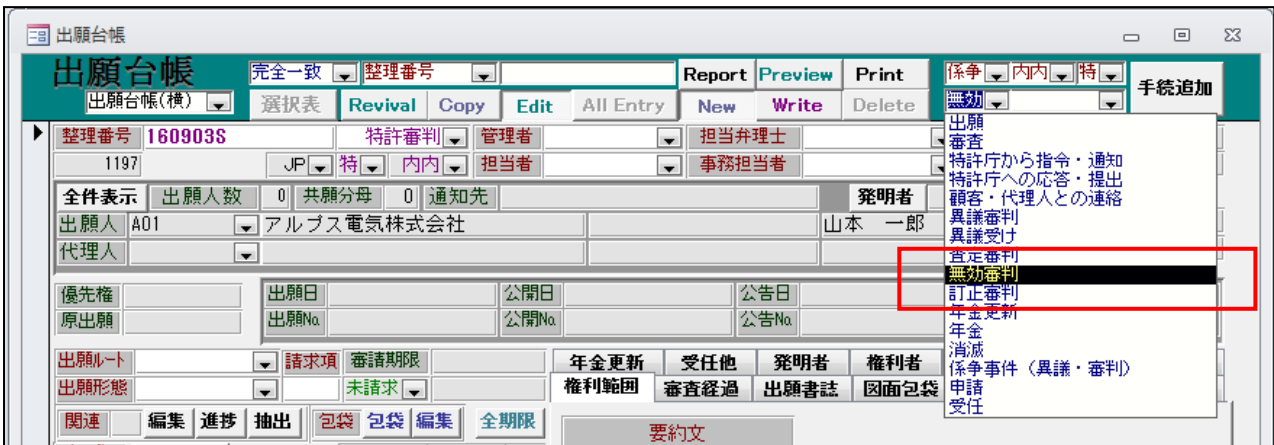 出願台帳
出願台帳 完全一致 整理番号 Report Preview Print 係争 内内 特 手続追加
出願台帳(横) 選択表 Revival Copy Edit All Entry New Write Delete 無効
整理番号 160903S 特許審判 管理者 担当弁理士
1197 JP 特 内内 担当者 事務担当者
全件表示 出願人数 0 共願分母 0 通知先 発明者
出願人 A01 アルプス電気株式会社 山本 一郎
代理人
優先権 出願日 公開日 公告日
原出願 出願No. 公開No. 公告No.
出願ルート 請求項 審請期限 年金更新 受任他 発明者 権利者
出願形態 未請求 権利範囲 審査経過 出願書誌 図面包袋
関連 編集 進捗 抽出 包袋 包袋 編集 全期限 要約文
出願
審査
特許庁から指令・通知
特許庁への応答・提出
顧客・代理人との連絡
異議審判
異議受け
査定審判
無効審判
訂正審判
年金更新
年金
消滅
係争事件（異議・審判）
申請
受任